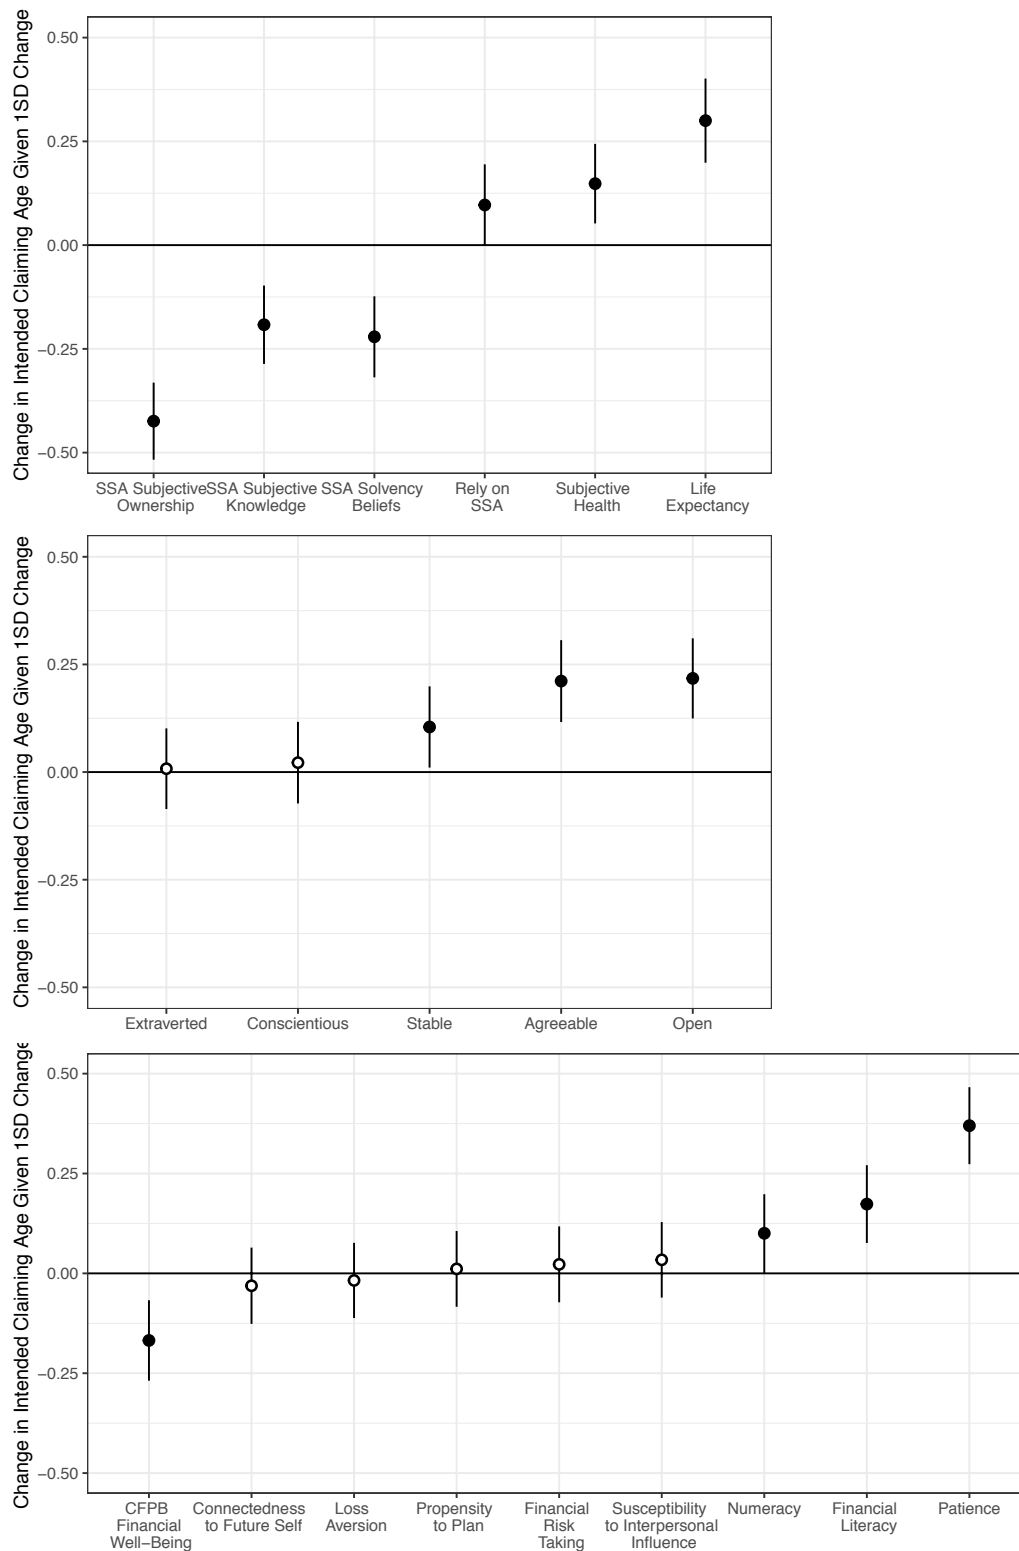 Change in Intended Claiming Age Given 1SD Change
0.50
0.25
0.00
−0.25
−0.50
SSA Subjective SSA Subjective SSA Solvency Rely on Subjective Life
Ownership Knowledge Beliefs SSA Health Expectancy
Change in Intended Claiming Age Given 1SD Change
0.50
0.25
0.00
−0.25
−0.50
Extraverted Conscientious Stable Agreeable Open
Change in Intended Claiming Age Given 1SD Change
0.50
0.25
0.00
−0.25
−0.50
CFPB Connectedness Loss Propensity Financial Susceptibility Numeracy Financial Patience
Financial to Future Self Aversion to Plan Risk to Interpersonal Literacy
Well−Being Taking Influence